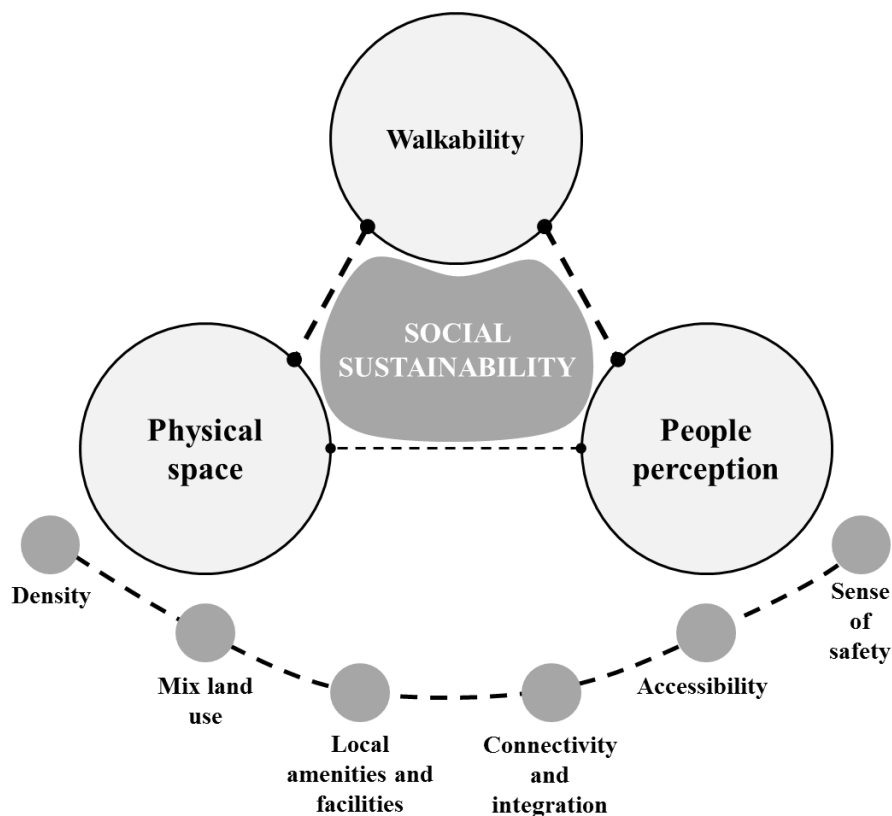 Walkability
SOCIAL
SUSTAINABILITY
Physical
space
People
perception
Density
Mix land
use
Local
amenities and
facilities
Connectivity
and
integration
Accessibility
Sense
of
safety